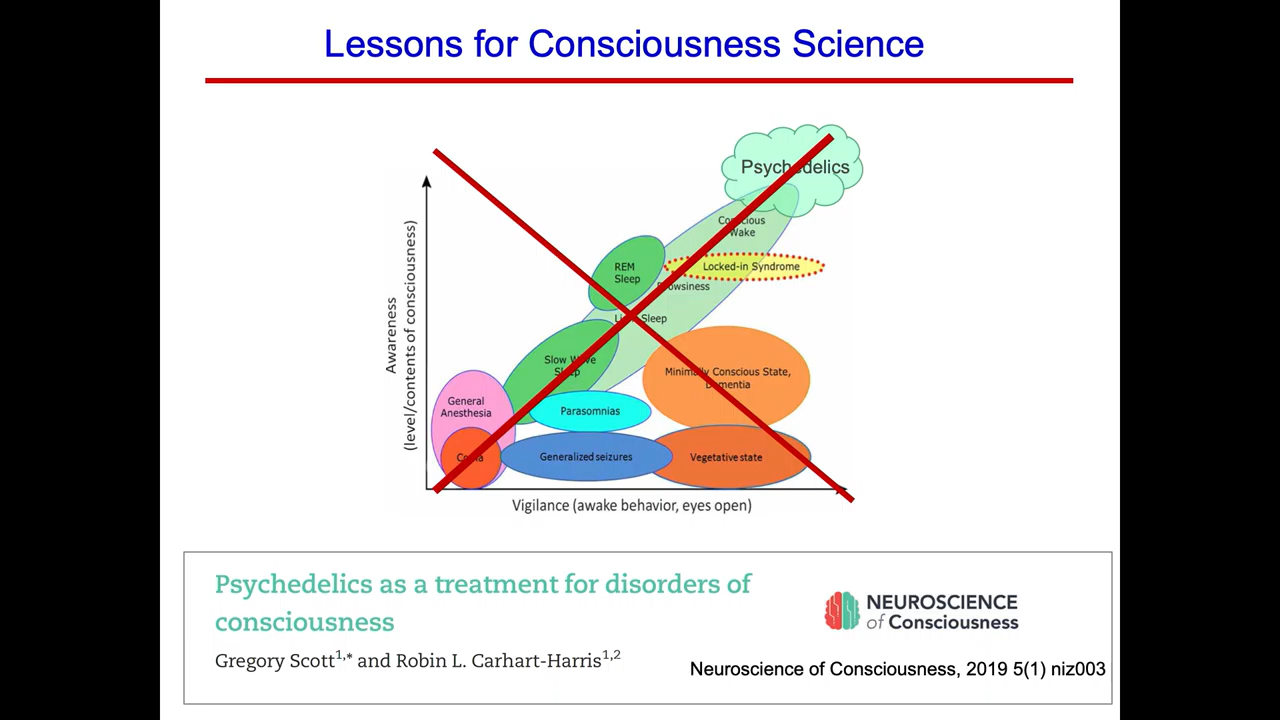 Lessons for Consciousness Science
Psychedelics
Conscious
Wake
REM
Sleep
Locked-in Syndrome
Drowsiness
Light Sleep
Slow Wave
Sleep
Minimally Conscious State,
Dementia
General
Anesthesia
Parasomnias
Coma
Generalized seizures
Vegetative state
Awareness
(level/contents of consciousness)
Vigilance (awake behavior, eyes open)
Psychedelics as a treatment for disorders of
consciousness
Gregory Scott1,* and Robin L. Carhart-Harris1,2
NEUROSCIENCE
of Consciousness
Neuroscience of Consciousness, 2019 5(1) niz003